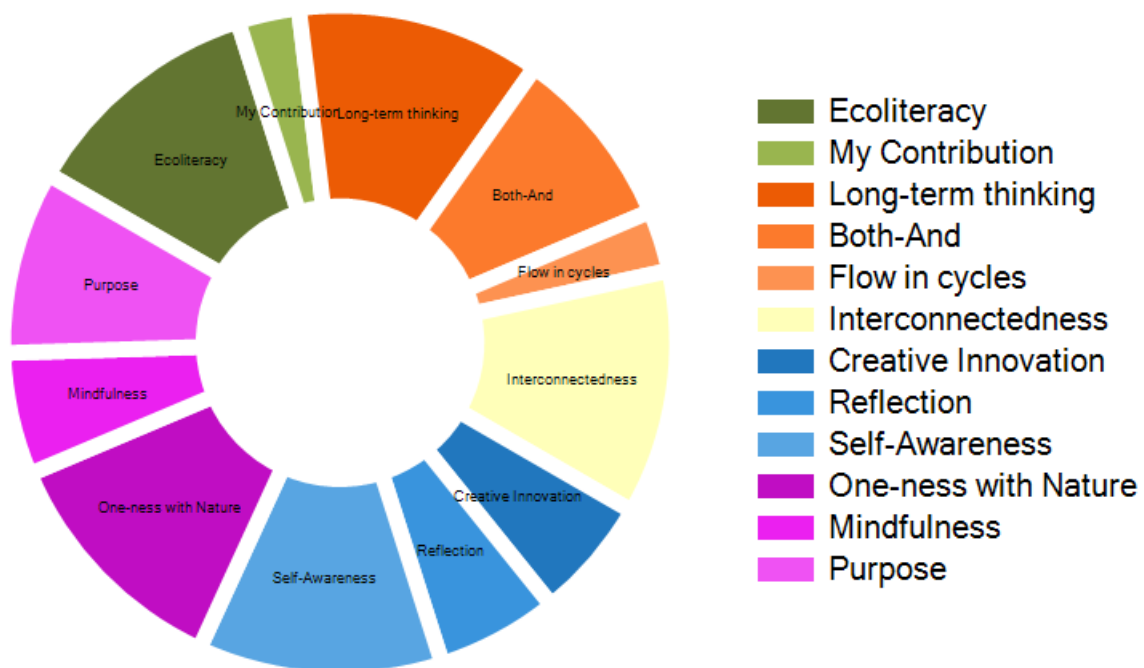 My Contribution
Long-term thinking
Ecoliteracy
Both-And
Flow in cycles
Purpose
Interconnectedness
Mindfulness
Creative Innovation
One-ness with Nature
Reflection
Self-Awareness
Ecoliteracy
My Contribution
Long-term thinking
Both-And
Flow in cycles
Interconnectedness
Creative Innovation
Reflection
Self-Awareness
One-ness with Nature
Mindfulness
Purpose